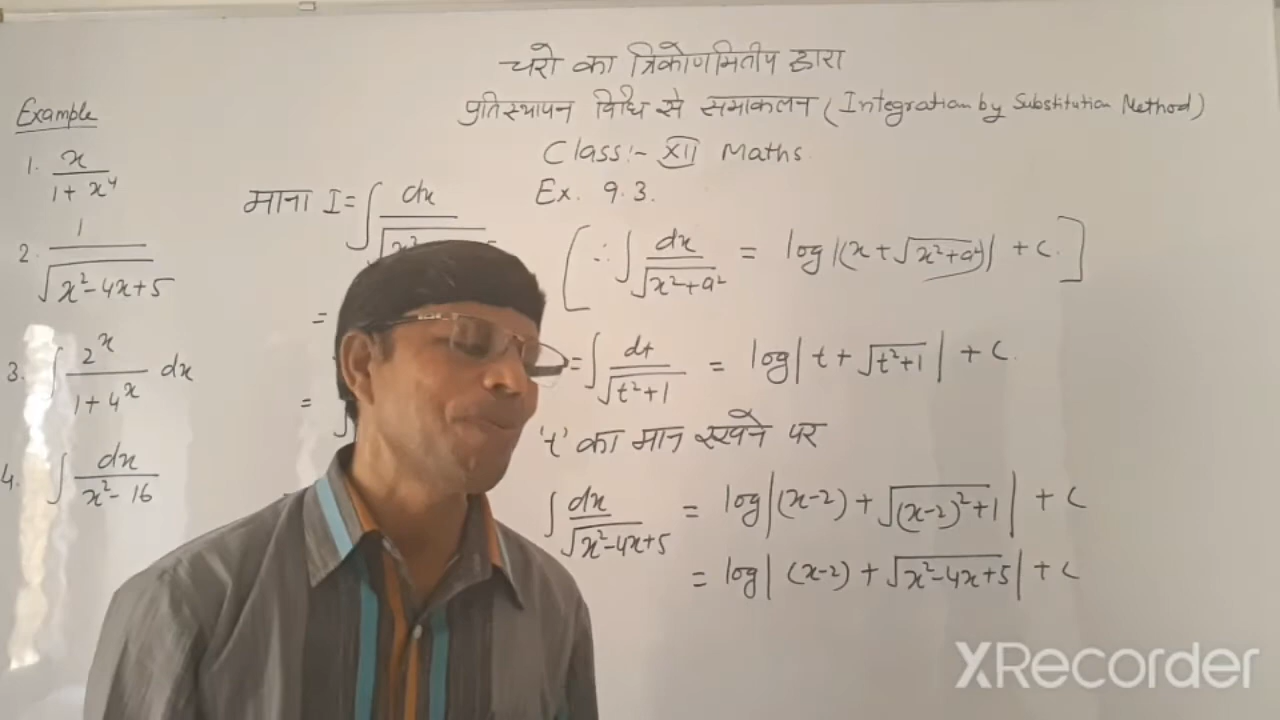 चरो का त्रिकोणमितीय द्वारा
प्रतिस्थापन विधि से समाकलन (Integration by Substitution Method)
Class:- XII Maths.
Ex. 9.3.
Example
1. x/(1 + x⁴)
2. 1/√(x²-4x+5)
3. ∫ 2ˣ/(1 + 4ˣ) dx
4. ∫ dx/(x² - 16)
माना I = ∫ dx/√(x²
=
= ∫
[∵ ∫ dx/√(x²+a²) = log|(x + √(x²+a²)| + c.]
= ∫ dt/√(t²+1) = log| t + √(t²+1) | + c.
't' का मान रखने पर
∫ dx/√(x²-4x+5) = log|(x-2) + √((x-2)²+1)| + c
= log| (x-2) + √(x²-4x+5)| + c
XRecorder